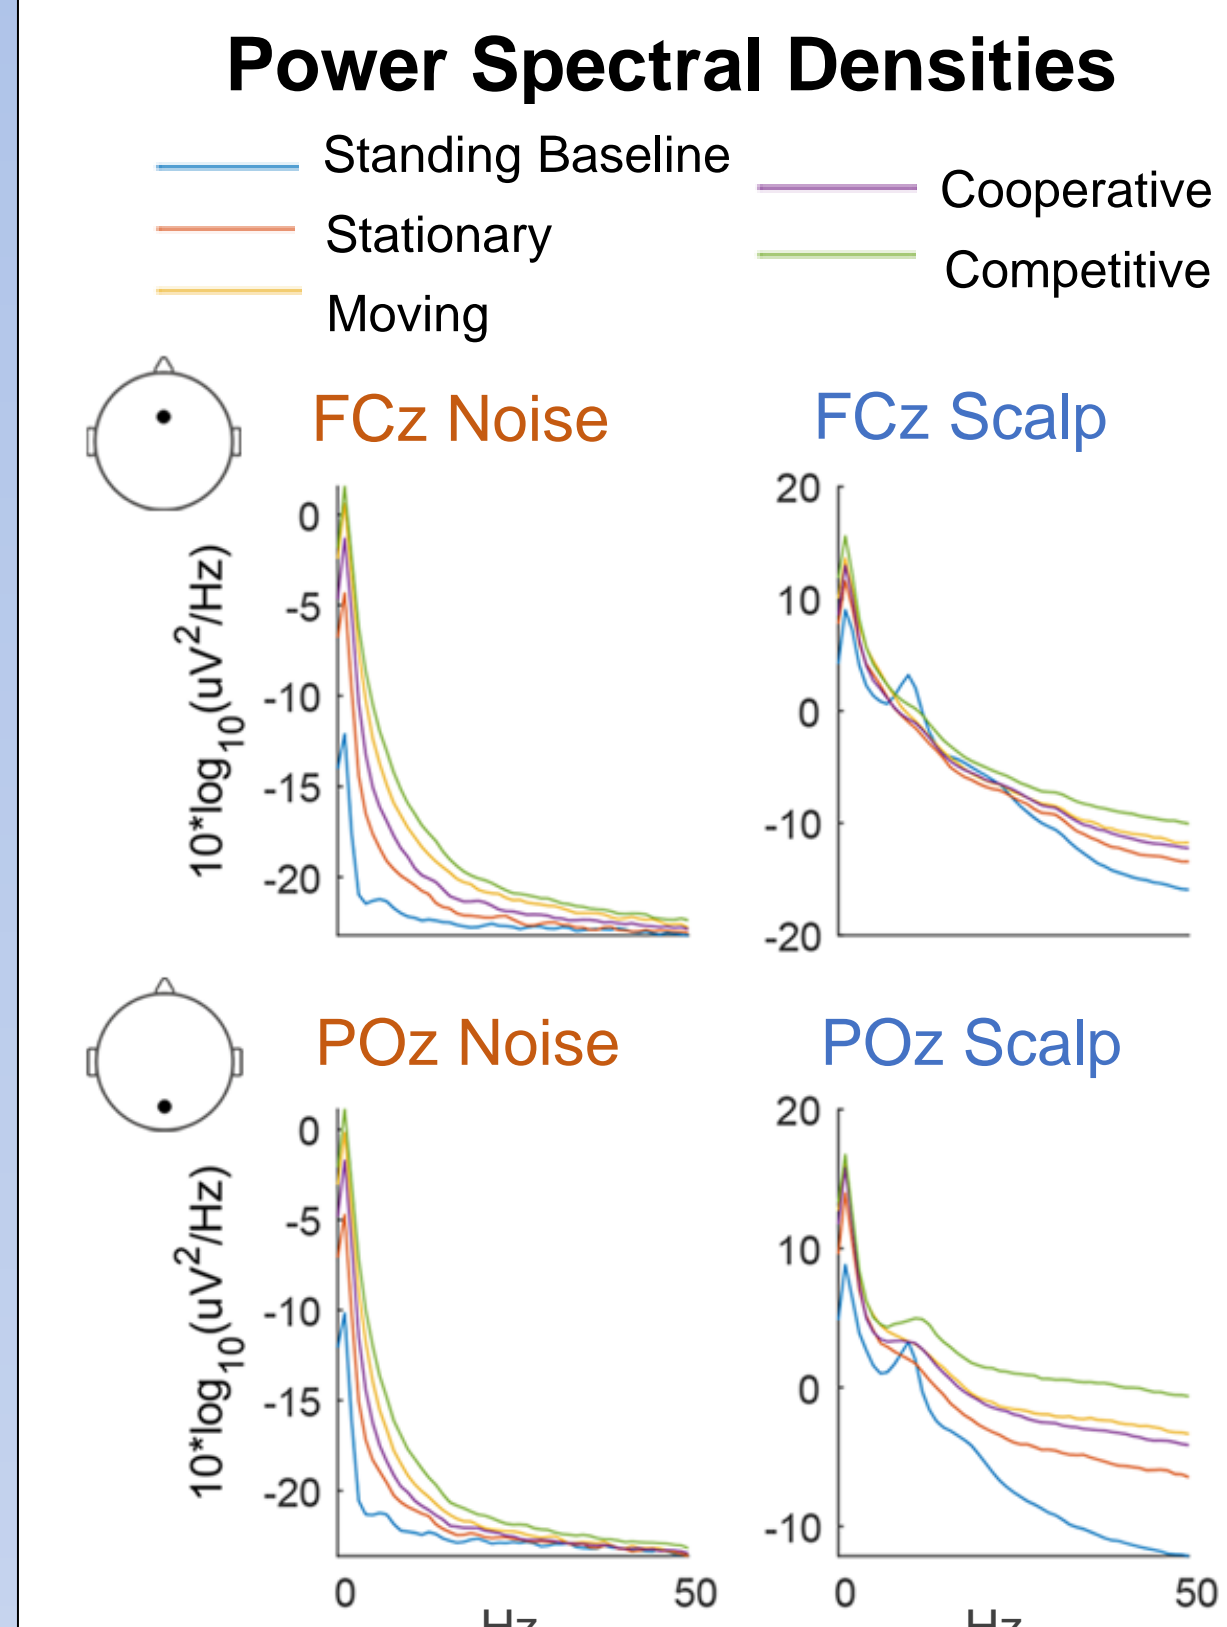 Power Spectral Densities
Standing Baseline
Stationary
Moving
Cooperative
Competitive
FCz Noise
FCz Scalp
10*log10(uV2/Hz)
0
-5
-10
-15
-20
20
10
0
-10
-20
POz Noise
POz Scalp
10*log10(uV2/Hz)
0
-5
-10
-15
-20
20
10
0
-10
0 50
0 50
Hz
Hz